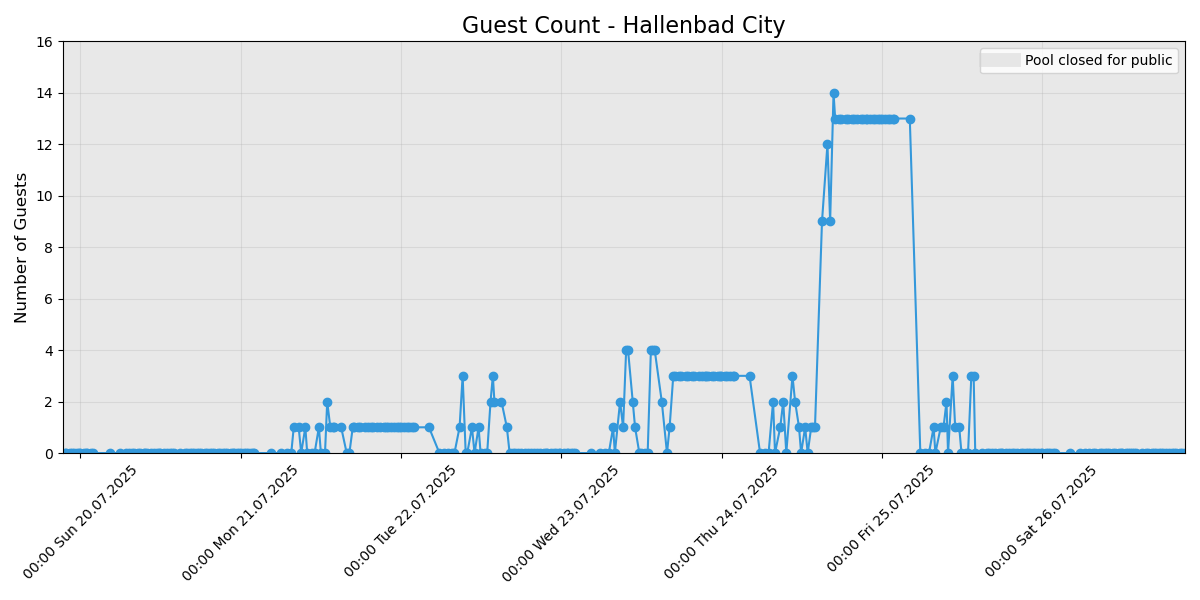 Guest Count - Hallenbad City
Pool closed for public
Number of Guests
16
14
12
10
8
6
4
2
0
00:00 Sun 20.07.2025
00:00 Mon 21.07.2025
00:00 Tue 22.07.2025
00:00 Wed 23.07.2025
00:00 Thu 24.07.2025
00:00 Fri 25.07.2025
00:00 Sat 26.07.2025